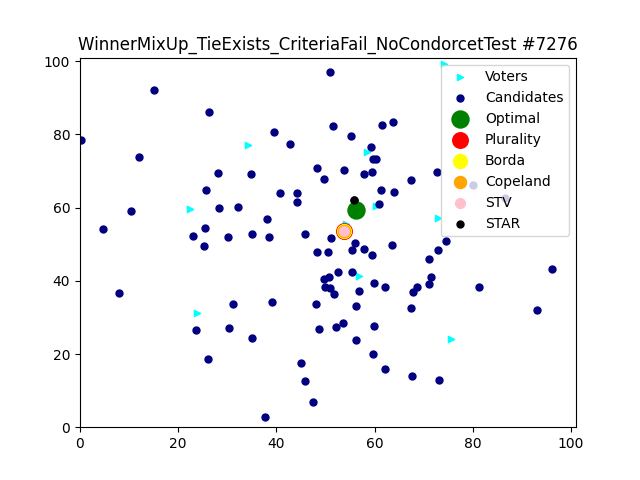 WinnerMixUp_TieExists_CriteriaFail_NoCondorcetTest #7276
100
80
60
40
20
0
0
20
40
60
80
100
Voters
Candidates
Optimal
Plurality
Borda
Copeland
STV
STAR